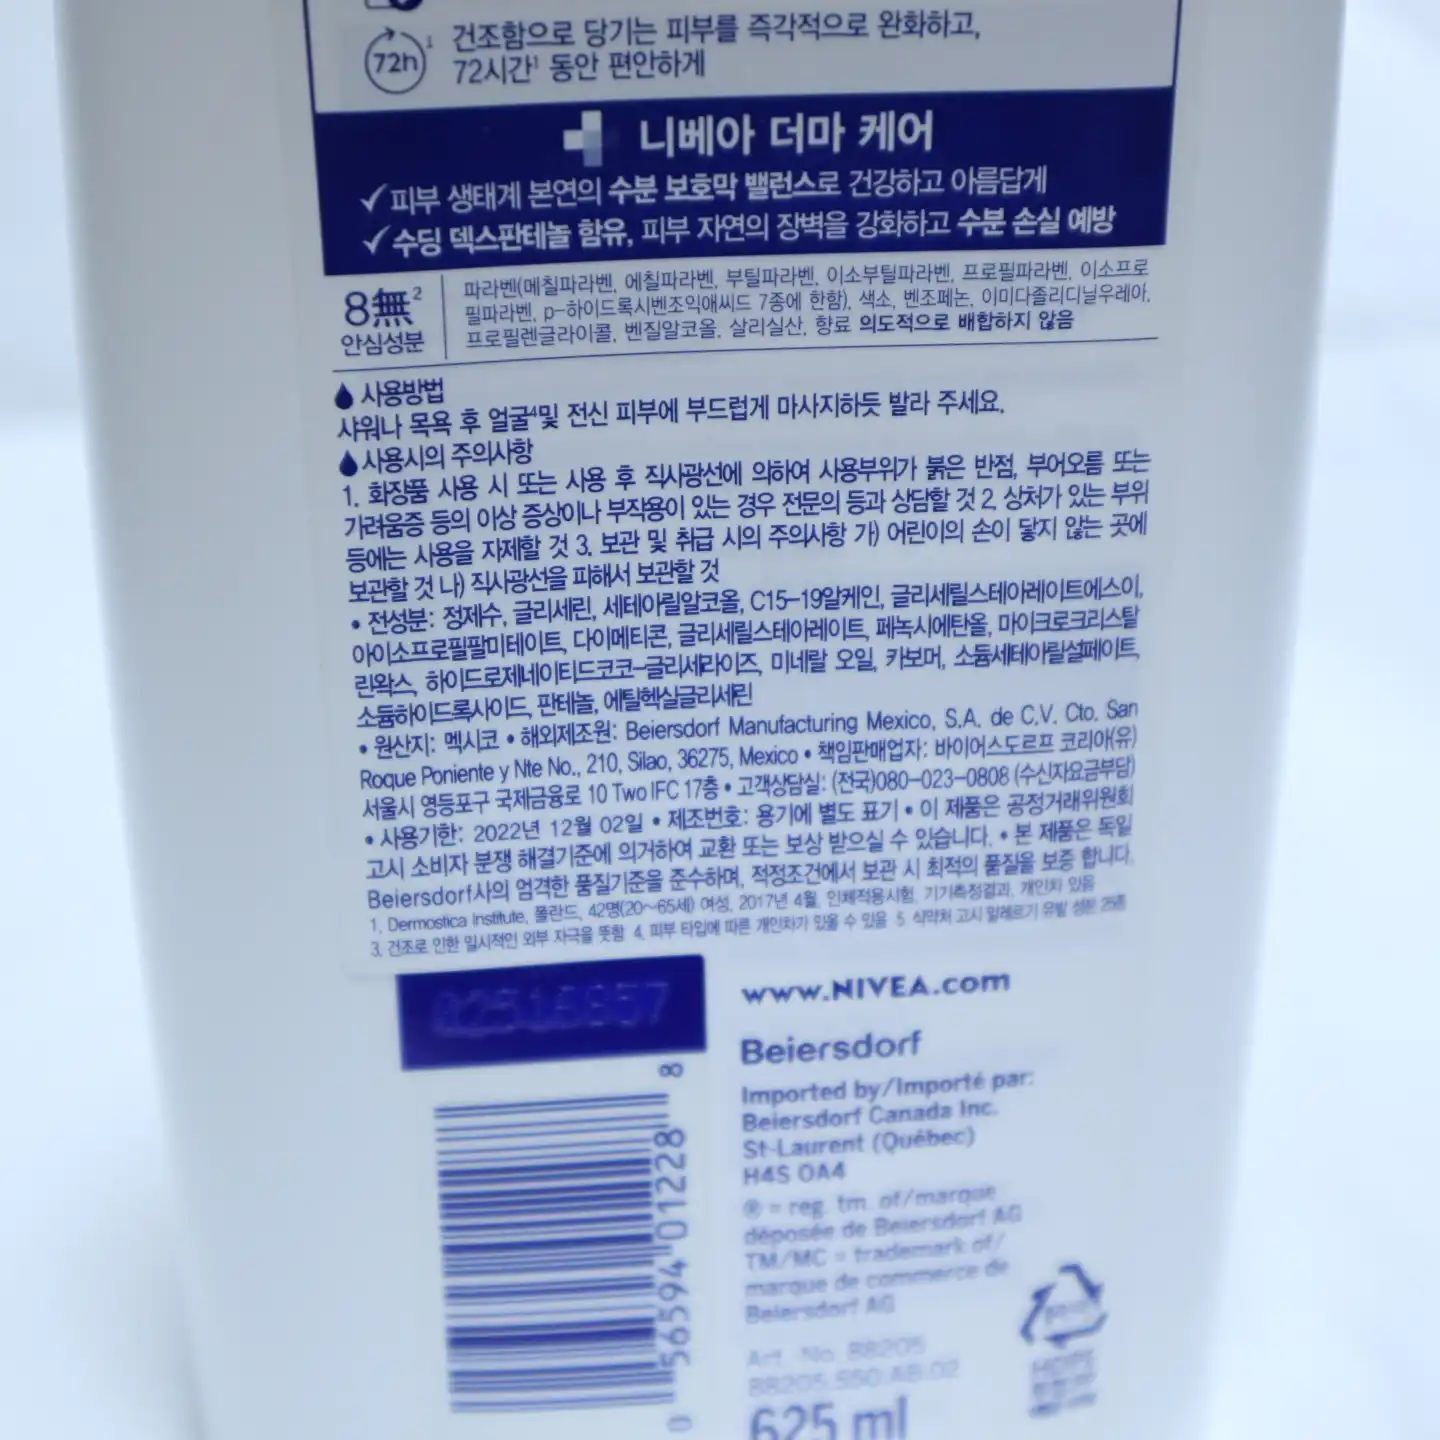 72h¹ 건조함으로 당기는 피부를 즉각적으로 완화하고,
72시간¹ 동안 편안하게
니베아 더마 케어
✓ 피부 생태계 본연의 수분 보호막 밸런스로 건강하고 아름답게
✓ 수딩 덱스판테놀 함유, 피부 자연의 장벽을 강화하고 수분 손실 예방
8無²
안심성분
파라벤(메칠파라벤, 에칠파라벤, 부틸파라벤, 이소부틸파라벤, 프로필파라벤, 이소프로
필파라벤, p-하이드록시벤조익애씨드 7종에 한함), 색소, 벤조페논, 이미다졸리디닐우레아,
프로필렌글라이콜, 벤질알코올, 살리실산, 향료 의도적으로 배합하지 않음
사용방법
샤워나 목욕 후 얼굴⁴및 전신 피부에 부드럽게 마사지하듯 발라 주세요.
사용시의 주의사항
1. 화장품 사용 시 또는 사용 후 직사광선에 의하여 사용부위가 붉은 반점, 부어오름 또는
가려움증 등의 이상 증상이나 부작용이 있는 경우 전문의 등과 상담할 것 2. 상처가 있는 부위
등에는 사용을 자제할 것 3. 보관 및 취급 시의 주의사항 가) 어린이의 손이 닿지 않는 곳에
보관할 것 나) 직사광선을 피해서 보관할 것
• 전성분: 정제수, 글리세린, 세테아릴알코올, C15-19알케인, 글리세릴스테아레이트에스이,
아이소프로필팔미테이트, 다이메티콘, 글리세릴스테아레이트, 페녹시에탄올, 마이크로크리스탈
린왁스, 하이드로제네이티드코코-글리세라이즈, 미네랄 오일, 카보머, 소듐세테아릴설페이트,
소듐하이드록사이드, 판테놀, 에틸헥실글리세린
• 원산지: 멕시코 • 해외제조원: Beiersdorf Manufacturing Mexico, S.A. de C.V. Cto. San
Roque Poniente y Nte No., 210, Silao, 36275, Mexico • 책임판매업자: 바이어스도르프 코리아(유)
서울시 영등포구 국제금융로 10 Two IFC 17층 • 고객상담실: (전국)080-023-0808 (수신자요금부담)
• 사용기한: 2022년 12월 02일 • 제조번호: 용기에 별도 표기 • 이 제품은 공정거래위원회
고시 소비자 분쟁 해결기준에 의거하여 교환 또는 보상 받으실 수 있습니다. • 본 제품은 독일
Beiersdorf사의 엄격한 품질기준을 준수하며, 적정조건에서 보관 시 최적의 품질을 보증 합니다.
1. Dermostica Institute, 폴란드, 42명(20~65세) 여성, 2017년 4월, 인체적용시험, 기기측정결과, 개인차 있음
3. 건조로 인한 일시적인 외부 자극을 뜻함 4. 피부 타입에 따른 개인차가 있을 수 있음 5. 식약처 고시 알레르기 유발 성분 25종
www.NIVEA.com
Beiersdorf
Imported by/Importé par:
Beiersdorf Canada Inc.
St-Laurent (Québec)
H4S 0A4
® = reg. tm. of/marque
déposée de Beiersdorf AG
TM/MC = trademark of/
marque de commerce de
Beiersdorf AG
Art. No. 88205
88205.550.AB.02
625 ml
0 56594 01228 8
HDPE